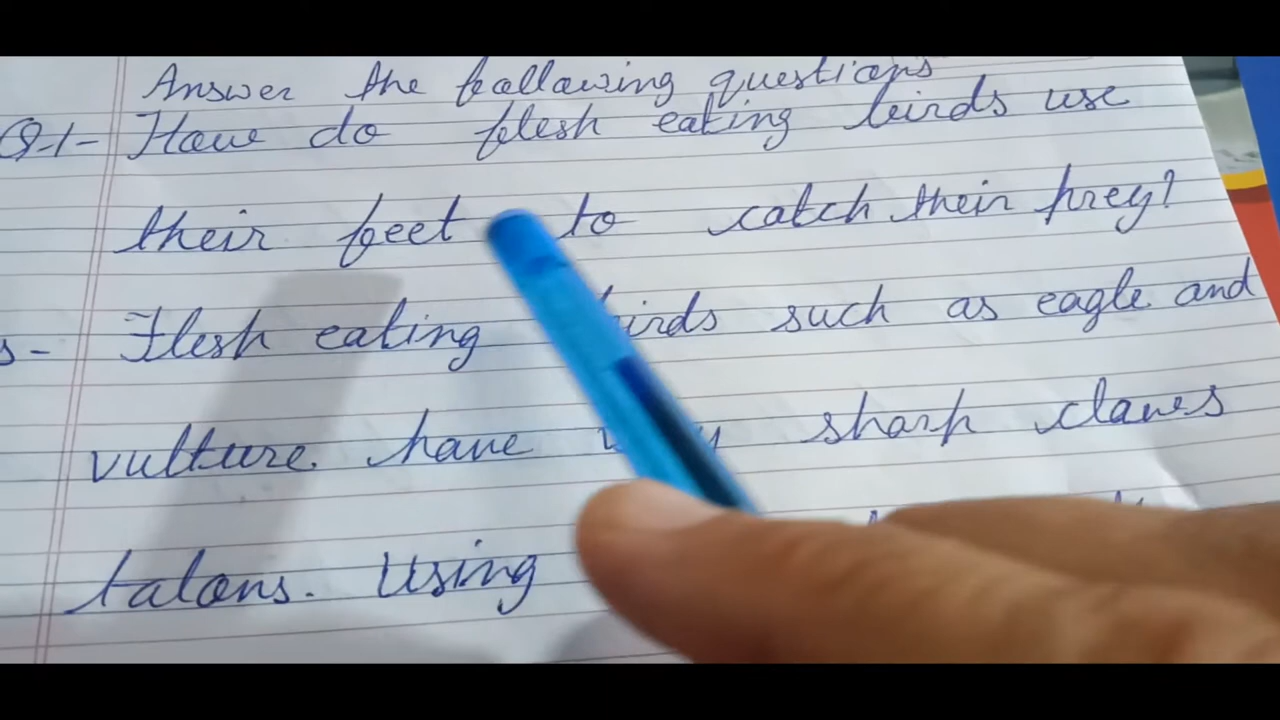 Answer the following questions
Q-1- How do flesh eating birds use
their feet to catch their prey?
s- Flesh eating birds such as eagle and
vulture have sharp claws
talons. Using